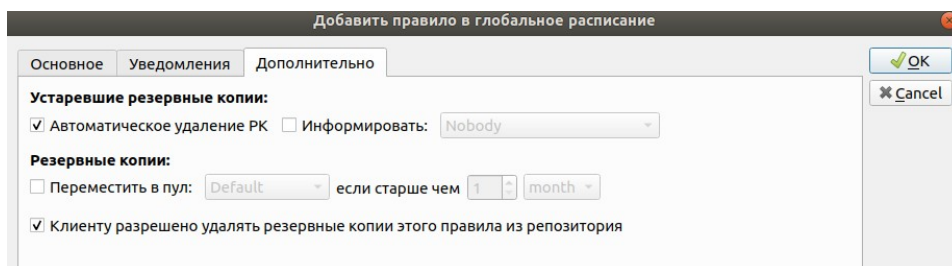 Добавить правило в глобальное расписание
Основное Уведомления Дополнительно
OK
Cancel
Устаревшие резервные копии:
Автоматическое удаление РК Информировать: Nobody
Резервные копии:
Переместить в пул: Default если старше чем 1 month
Клиенту разрешено удалять резервные копии этого правила из репозитория